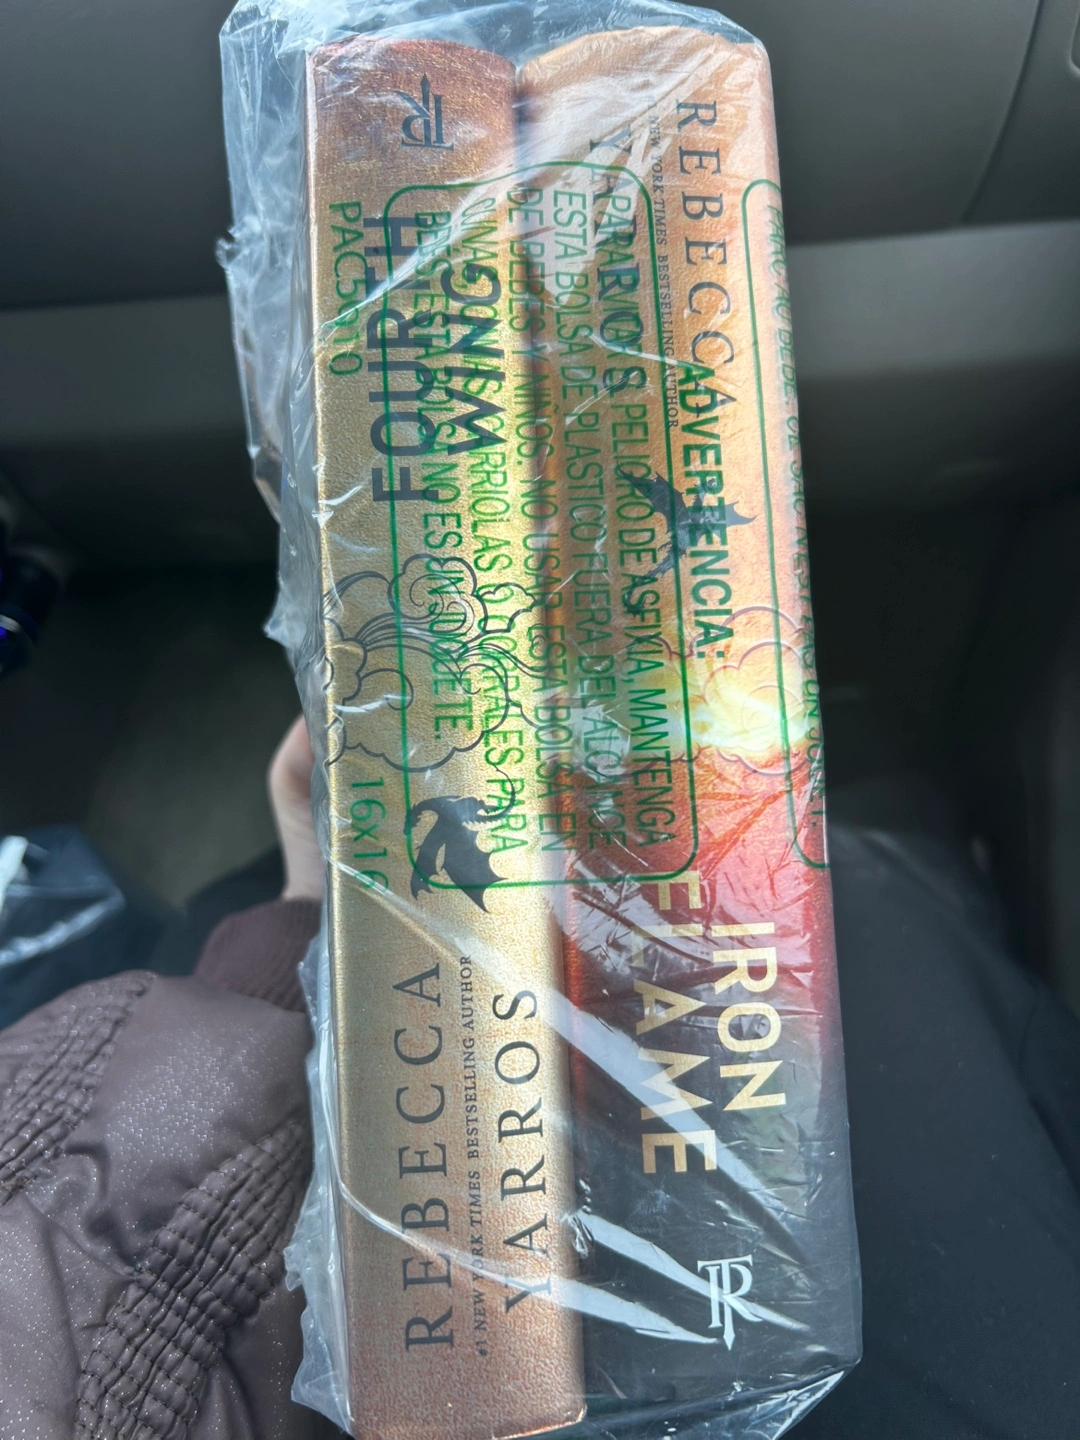 FOURTH
WING
REBECCA
#1 NEW YORK TIMES BESTSELLING AUTHOR
YARROS
REBECCA
NEW YORK TIMES BESTSELLING AUTHOR
YARROS
IRON
FLAME
ADVERTENCIA:
PARA EVITAR PELIGRO DE ASFIXIA, MANTENGA
ESTA BOLSA DE PLASTICO FUERA DEL ALCANCE
DE BEBES Y NIÑOS. NO USAR ESTA BOLSA EN
CUNAS, CAMAS, CARRIOLAS O CORRALES PARA
BEBES. ESTA BOLSA NO ES UN JUGUETE.
16x16